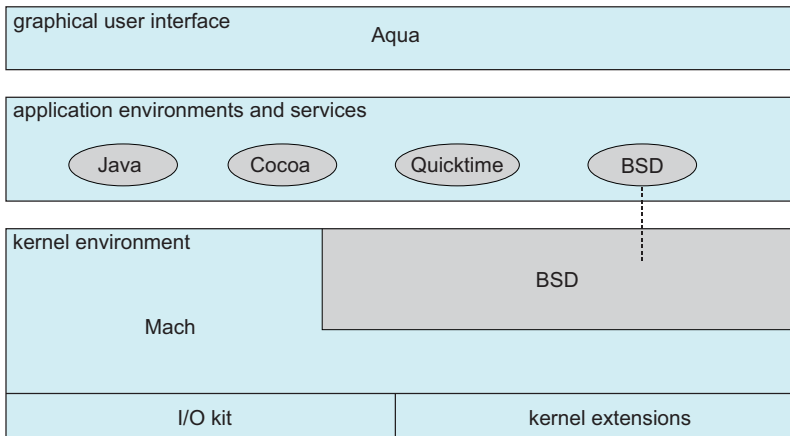 graphical user interface
Aqua
application environments and services
Java
Cocoa
Quicktime
BSD
kernel environment
BSD
Mach
I/O kit
kernel extensions